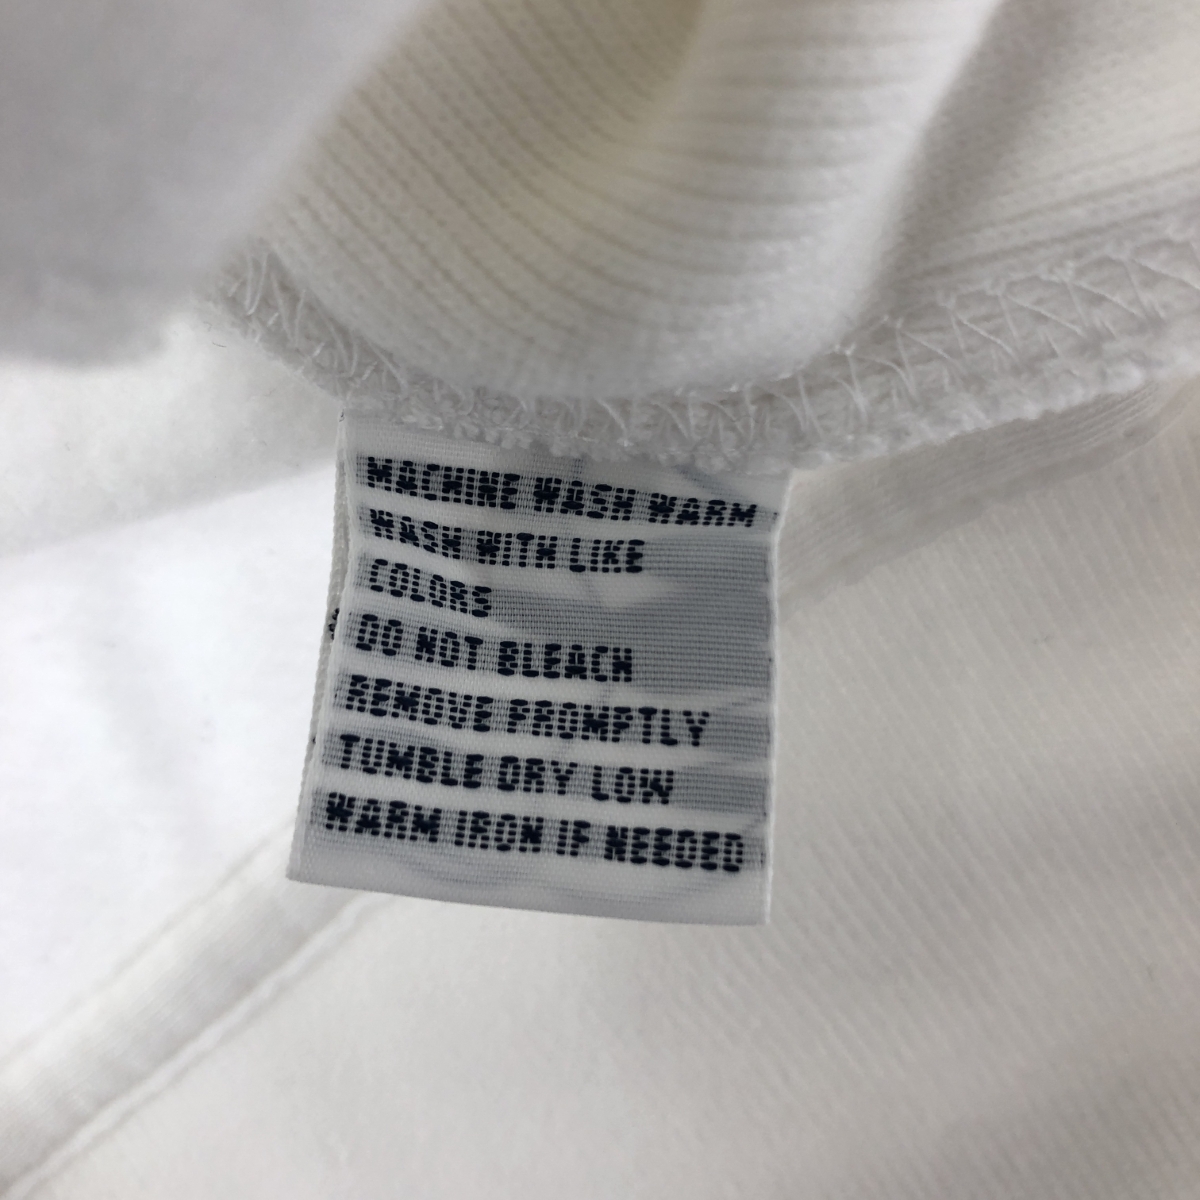 MACHINE WASH WARM
WASH WITH LIKE
COLORS
DO NOT BLEACH
REMOVE PROMPTLY
TUMBLE DRY LOW
WARM IRON IF NEEDED